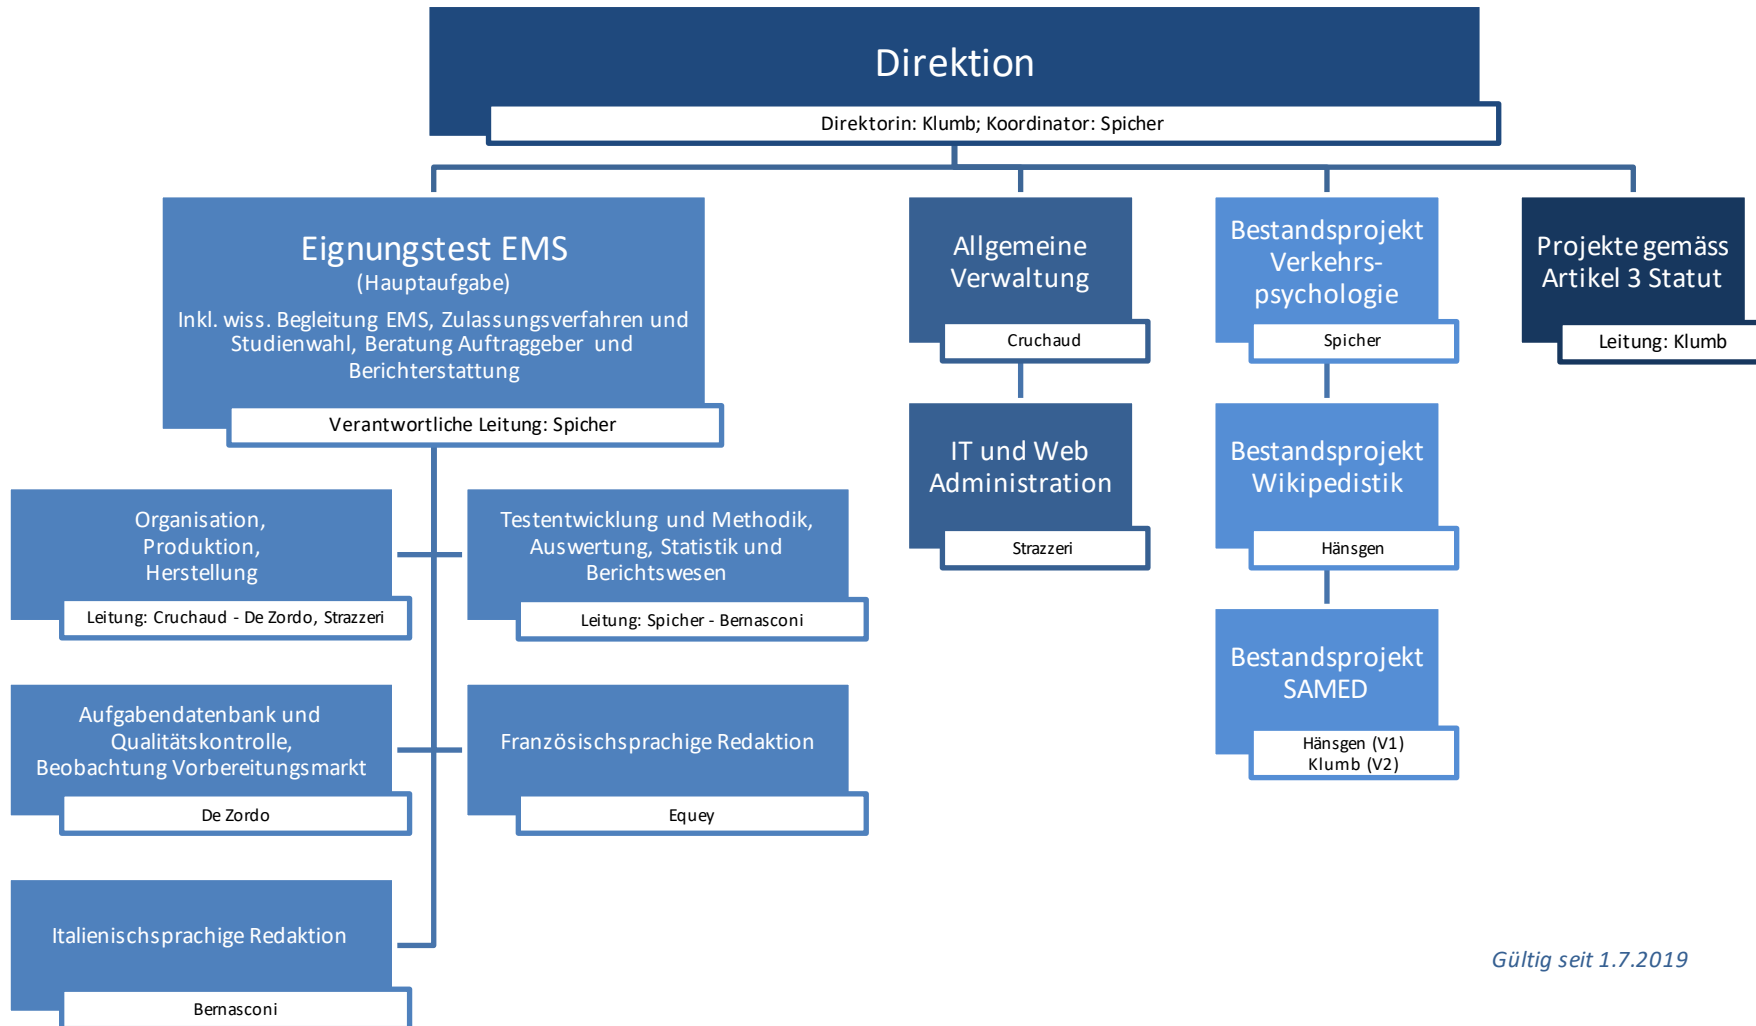 Direktion
Direktorin: Klumb; Koordinator: Spicher
Eignungstest EMS
(Hauptaufgabe)
Inkl. wiss. Begleitung EMS, Zulassungsverfahren und
Studienwahl, Beratung Auftraggeber und
Berichterstattung
Verantwortliche Leitung: Spicher
Allgemeine
Verwaltung
Cruchaud
Bestandsprojekt
Verkehrs-
psychologie
Spicher
Projekte gemäss
Artikel 3 Statut
Leitung: Klumb
IT und Web
Administration
Strazzeri
Bestandsprojekt
Wikipedistik
Hänsgen
Organisation,
Produktion,
Herstellung
Leitung: Cruchaud - De Zordo, Strazzeri
Testentwicklung und Methodik,
Auswertung, Statistik und
Berichtswesen
Leitung: Spicher - Bernasconi
Bestandsprojekt
SAMED
Hänsgen (V1)
Klumb (V2)
Aufgabendatenbank und
Qualitätskontrolle,
Beobachtung Vorbereitungsmarkt
De Zordo
Französischsprachige Redaktion
Equey
Italienischsprachige Redaktion
Bernasconi
Gültig seit 1.7.2019